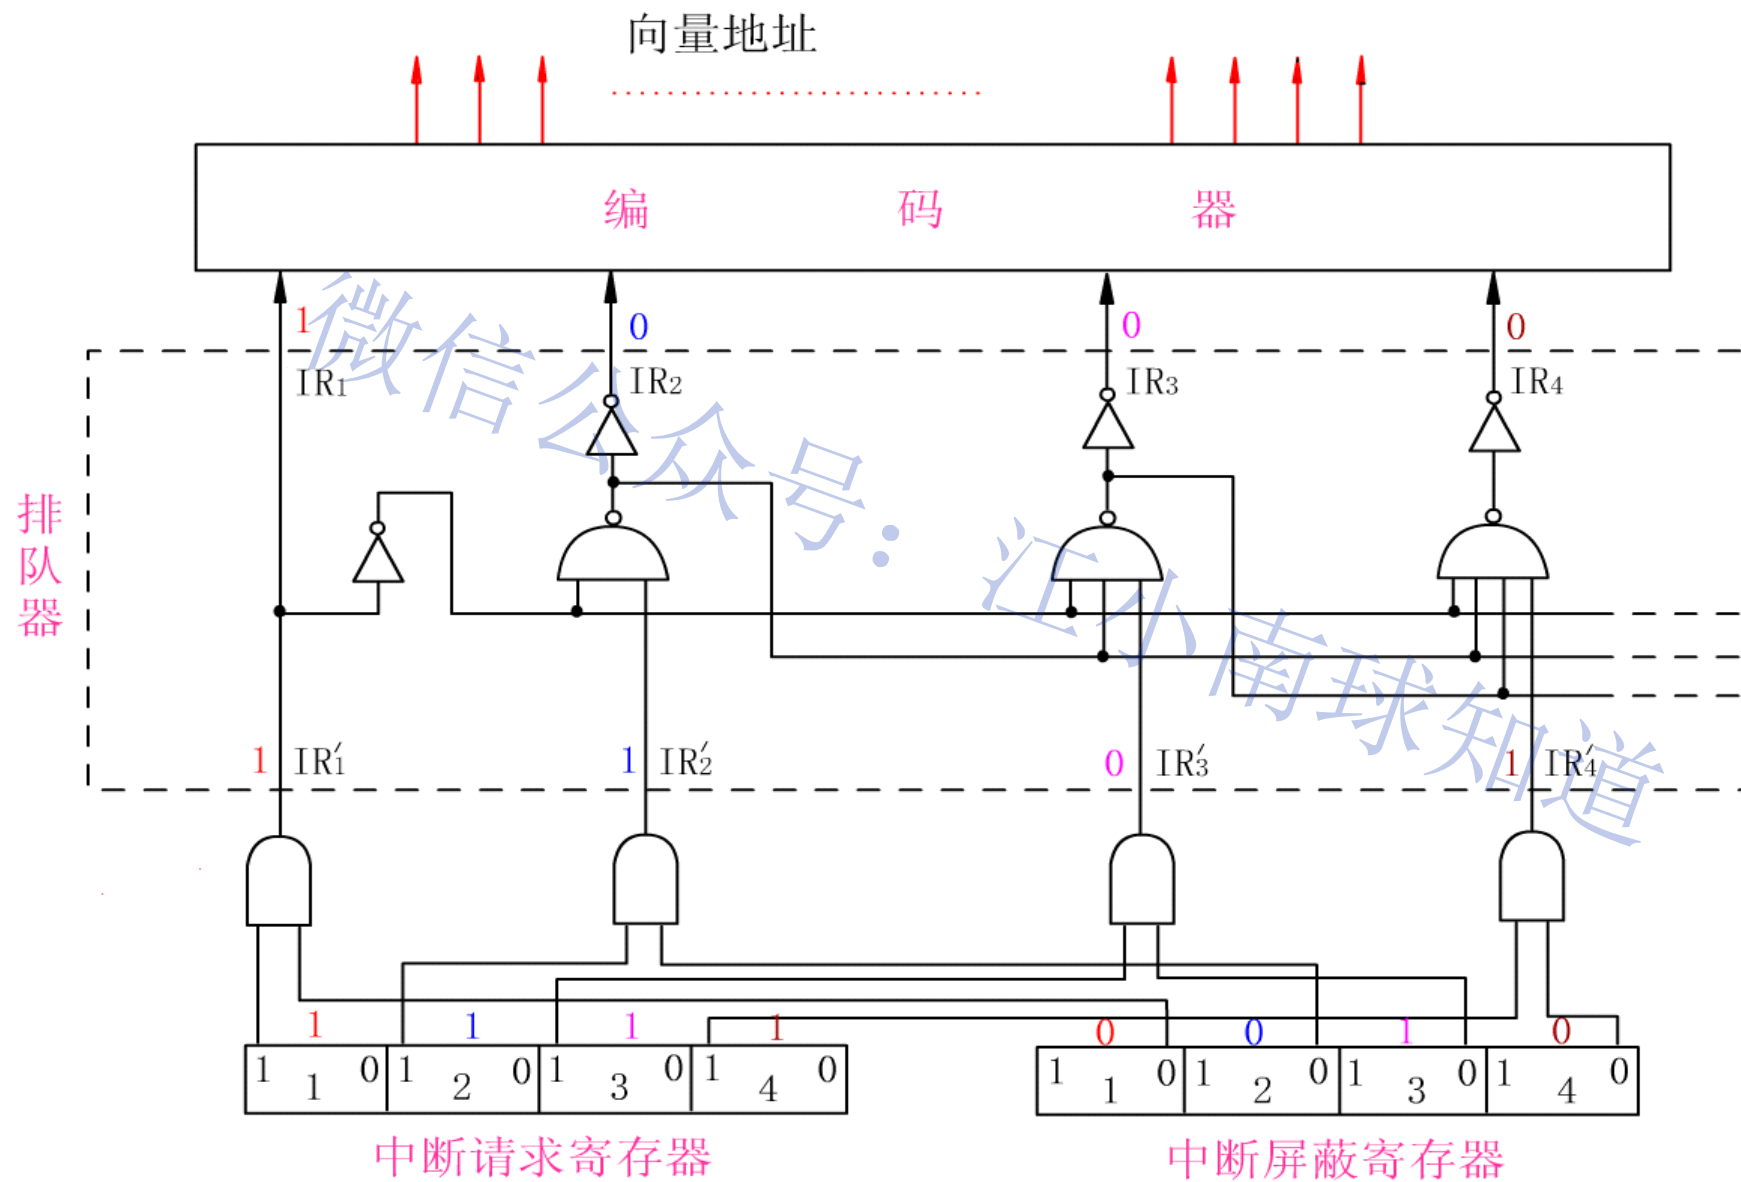 向量地址
编 码 器
1 0 0 0
IR1 IR2 IR3 IR4
排队器
1 IR1′ 1 IR2′ 0 IR3′ 1 IR4′
1 1 1 1 0 0 1 0
1 1 0 1 2 0 1 3 0 1 4 0 1 1 0 1 2 0 1 3 0 1 4 0
中断请求寄存器 中断屏蔽寄存器
微信公众号：江小南球知道